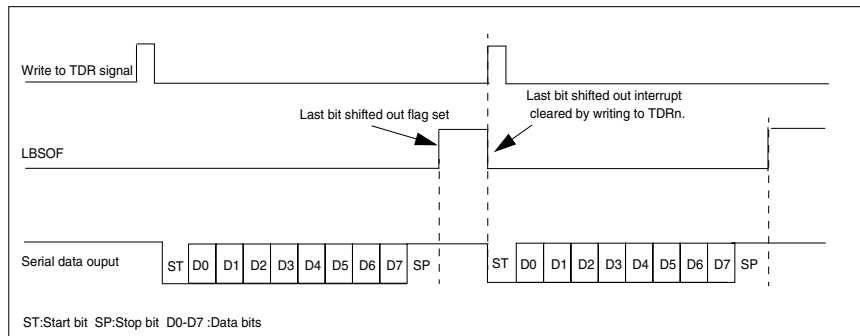 Write to TDR signal
Last bit shifted out flag set
Last bit shifted out interrupt
cleared by writing to TDRn.
LBSOF
Serial data ouput
ST D0 D1 D2 D3 D4 D5 D6 D7 SP ST D0 D1 D2 D3 D4 D5 D6 D7 SP
ST:Start bit SP:Stop bit D0-D7 :Data bits